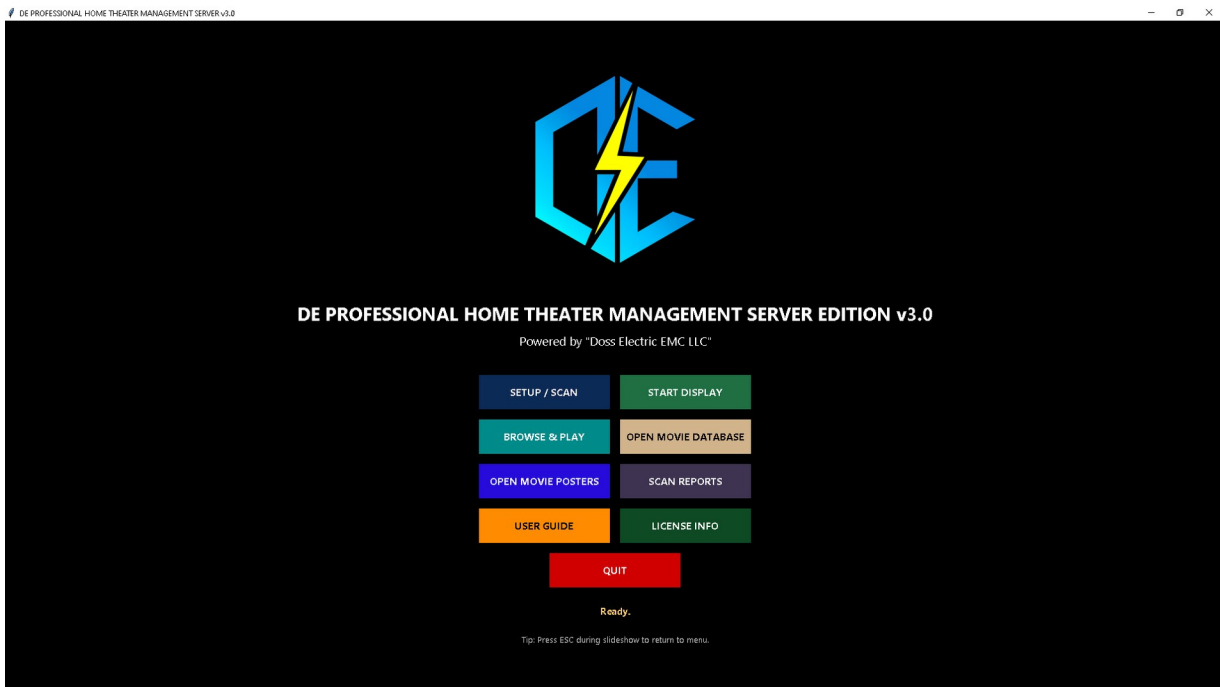 DE PROFESSIONAL HOME THEATER MANAGEMENT SERVER v3.0
DE PROFESSIONAL HOME THEATER MANAGEMENT SERVER EDITION v3.0
Powered by "Doss Electric EMC LLC"
SETUP / SCAN
START DISPLAY
BROWSE & PLAY
OPEN MOVIE DATABASE
OPEN MOVIE POSTERS
SCAN REPORTS
USER GUIDE
LICENSE INFO
QUIT
Ready.
Tip: Press ESC during slideshow to return to menu.